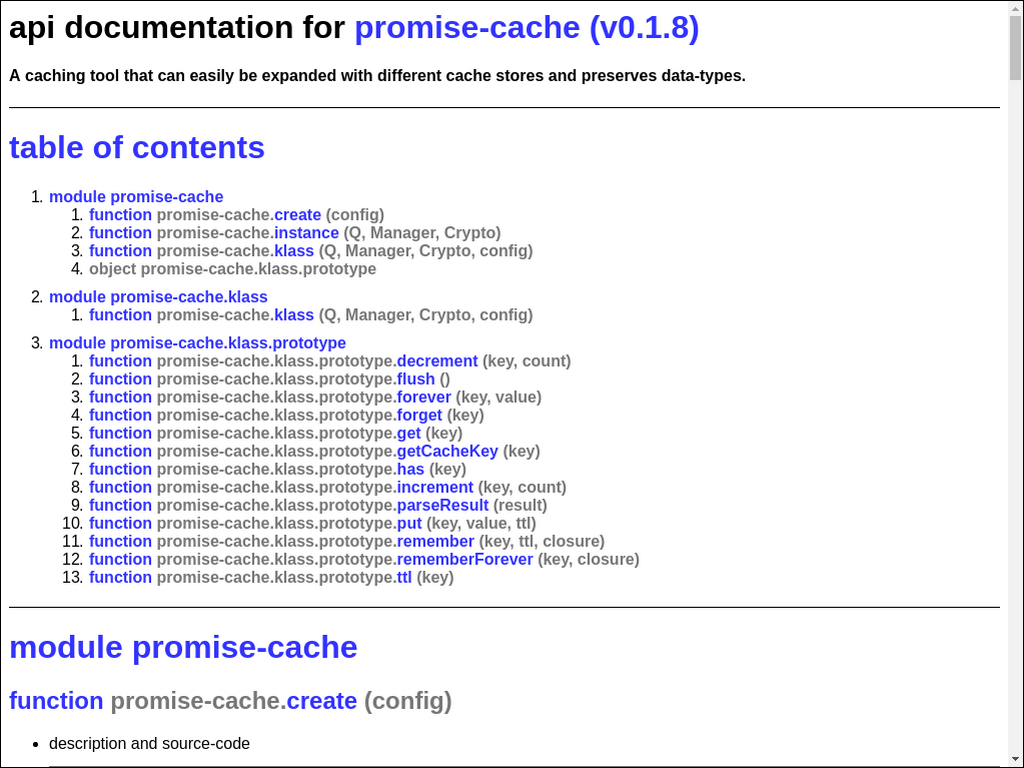 api documentation for promise-cache (v0.1.8)
A caching tool that can easily be expanded with different cache stores and preserves data-types.
table of contents
1. module promise-cache
1. function promise-cache.create (config)
2. function promise-cache.instance (Q, Manager, Crypto)
3. function promise-cache.klass (Q, Manager, Crypto, config)
4. object promise-cache.klass.prototype
2. module promise-cache.klass
1. function promise-cache.klass (Q, Manager, Crypto, config)
3. module promise-cache.klass.prototype
1. function promise-cache.klass.prototype.decrement (key, count)
2. function promise-cache.klass.prototype.flush ()
3. function promise-cache.klass.prototype.forever (key, value)
4. function promise-cache.klass.prototype.forget (key)
5. function promise-cache.klass.prototype.get (key)
6. function promise-cache.klass.prototype.getCacheKey (key)
7. function promise-cache.klass.prototype.has (key)
8. function promise-cache.klass.prototype.increment (key, count)
9. function promise-cache.klass.prototype.parseResult (result)
10. function promise-cache.klass.prototype.put (key, value, ttl)
11. function promise-cache.klass.prototype.remember (key, ttl, closure)
12. function promise-cache.klass.prototype.rememberForever (key, closure)
13. function promise-cache.klass.prototype.ttl (key)
module promise-cache
function promise-cache.create (config)
• description and source-code